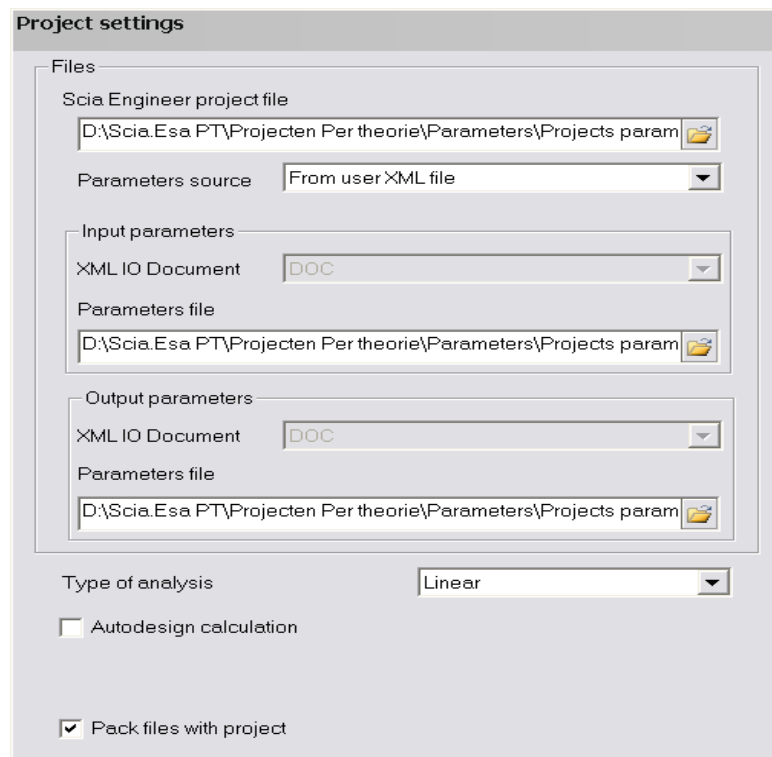 Project settings
Files
Scia Engineer project file
D:\Scia.Esa PT\Projecten Per theorie\Parameters\Projects param
Parameters source From user XML file
Input parameters
XML IO Document DOC
Parameters file
D:\Scia.Esa PT\Projecten Per theorie\Parameters\Projects param
Output parameters
XML IO Document DOC
Parameters file
D:\Scia.Esa PT\Projecten Per theorie\Parameters\Projects param
Type of analysis Linear
Autodesign calculation
Pack files with project